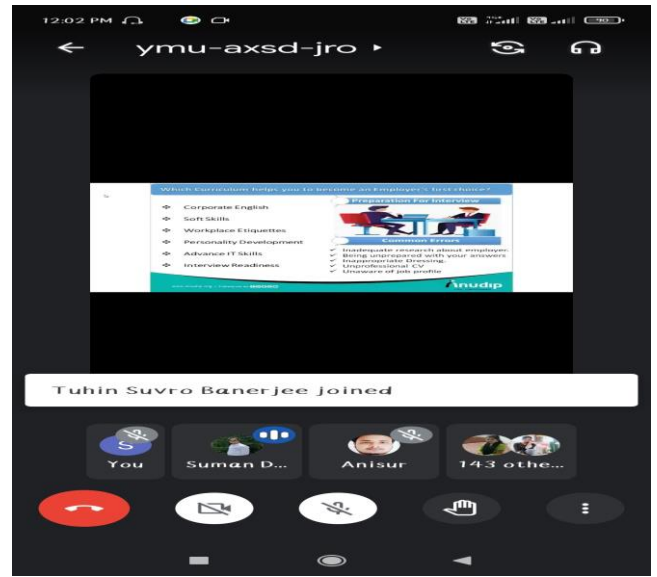 12:02 PM
ymu-axsd-jro
Which Curriculum helps you to become an Employer's first choice?
Corporate English
Soft Skills
Workplace Etiquettes
Personality Development
Advance IT Skills
Interview Readiness
Preparation For Interview
Common Errors
Inadequate research about employer.
Being unprepared with your answers
Inappropriate Dressing.
Unprofessional CV
Unaware of job profile
Anudip
Tuhin Suvro Banerjee joined
S
You
Suman D...
Anisur
143 othe...